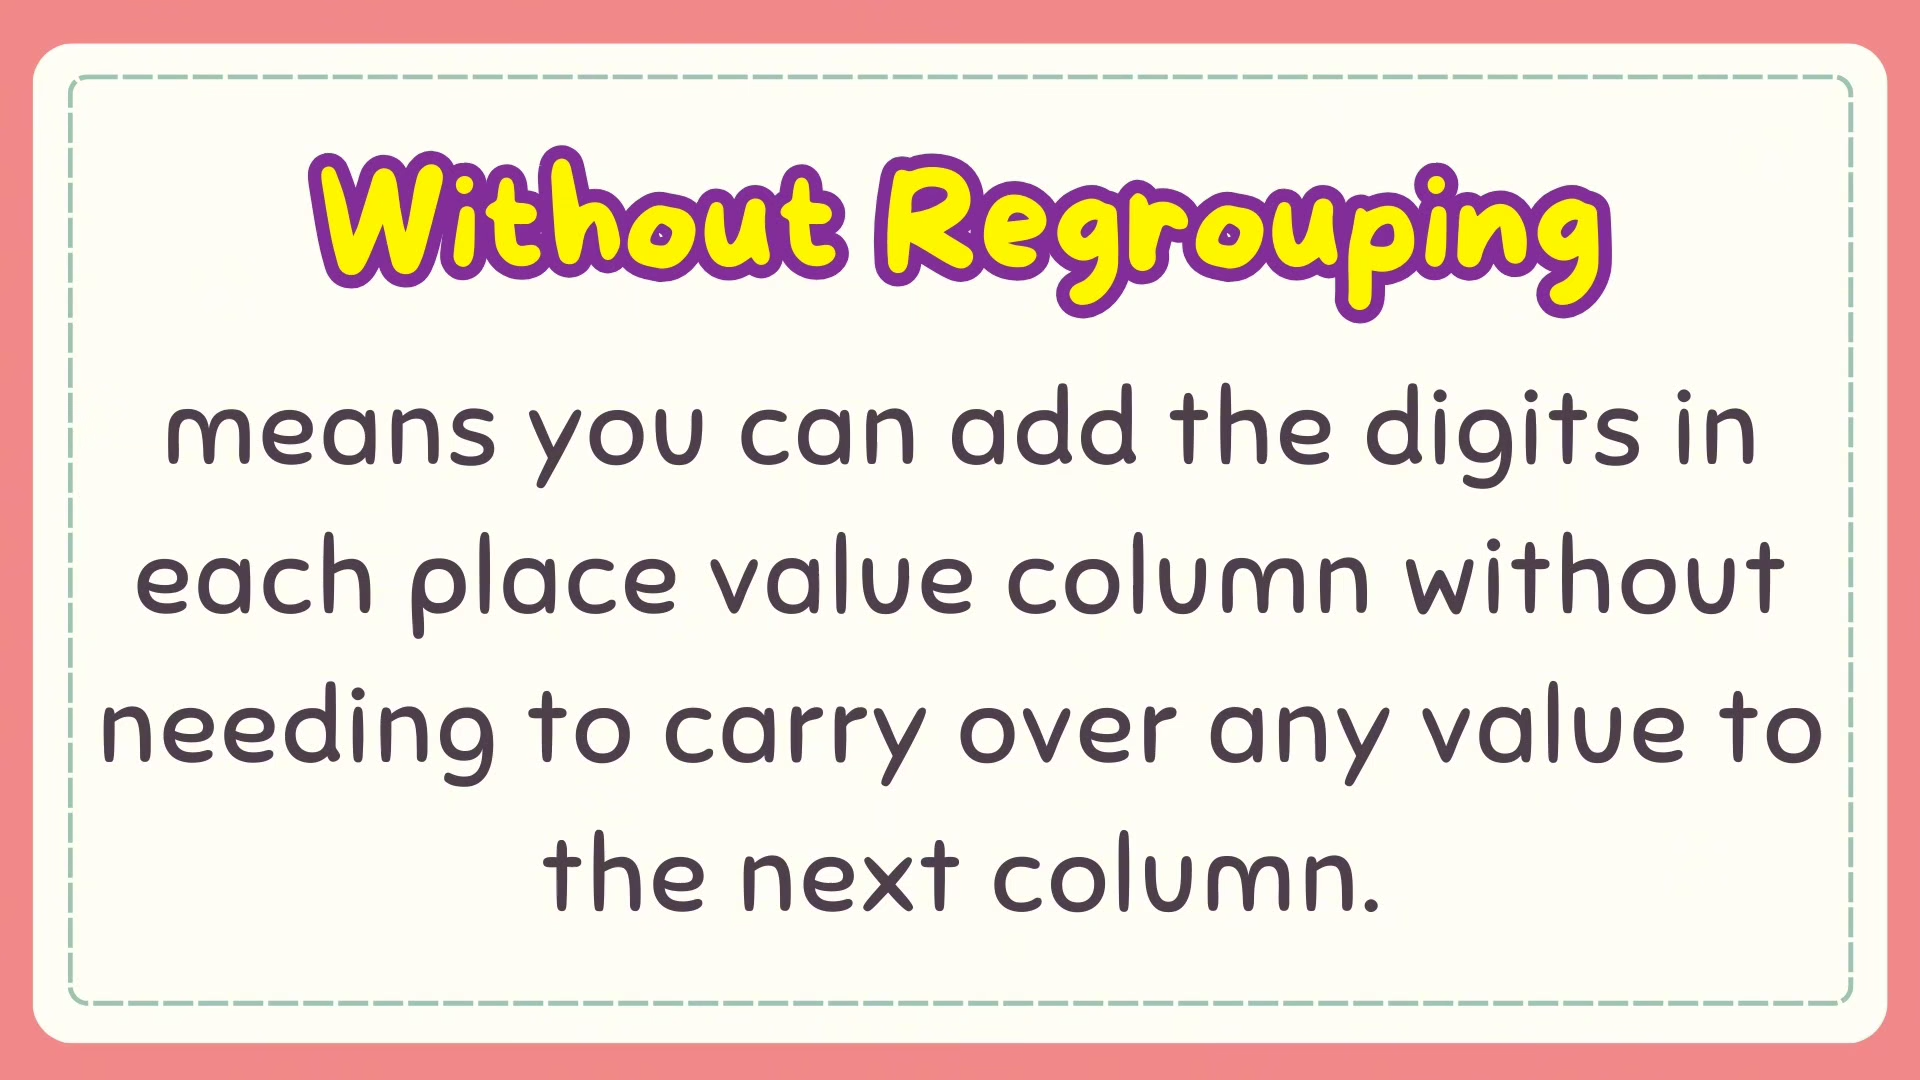 Without Regrouping
means you can add the digits in
each place value column without
needing to carry over any value to
the next column.